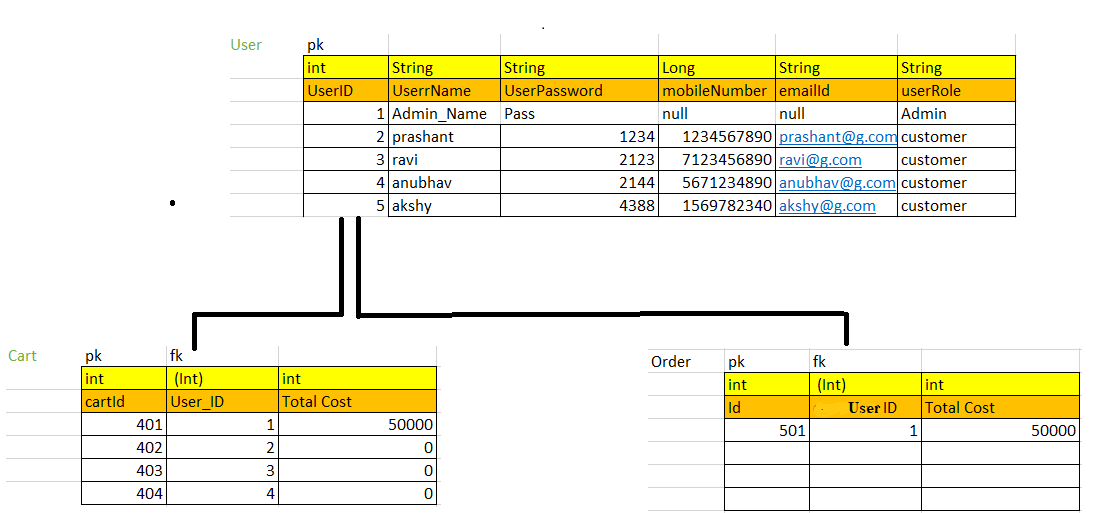 User pk
int String String Long String String
UserID UserrName UserPassword mobileNumber emailId userRole
1 Admin_Name Pass null null Admin
2 prashant 1234 1234567890 prashant@g.com customer
3 ravi 2123 7123456890 ravi@g.com customer
4 anubhav 2144 5671234890 anubhav@g.com customer
5 akshy 4388 1569782340 akshy@g.com customer
Cart pk fk
int (Int) int
cartId User_ID Total Cost
401 1 50000
402 2 0
403 3 0
404 4 0
Order pk fk
int (Int) int
Id User ID Total Cost
501 1 50000